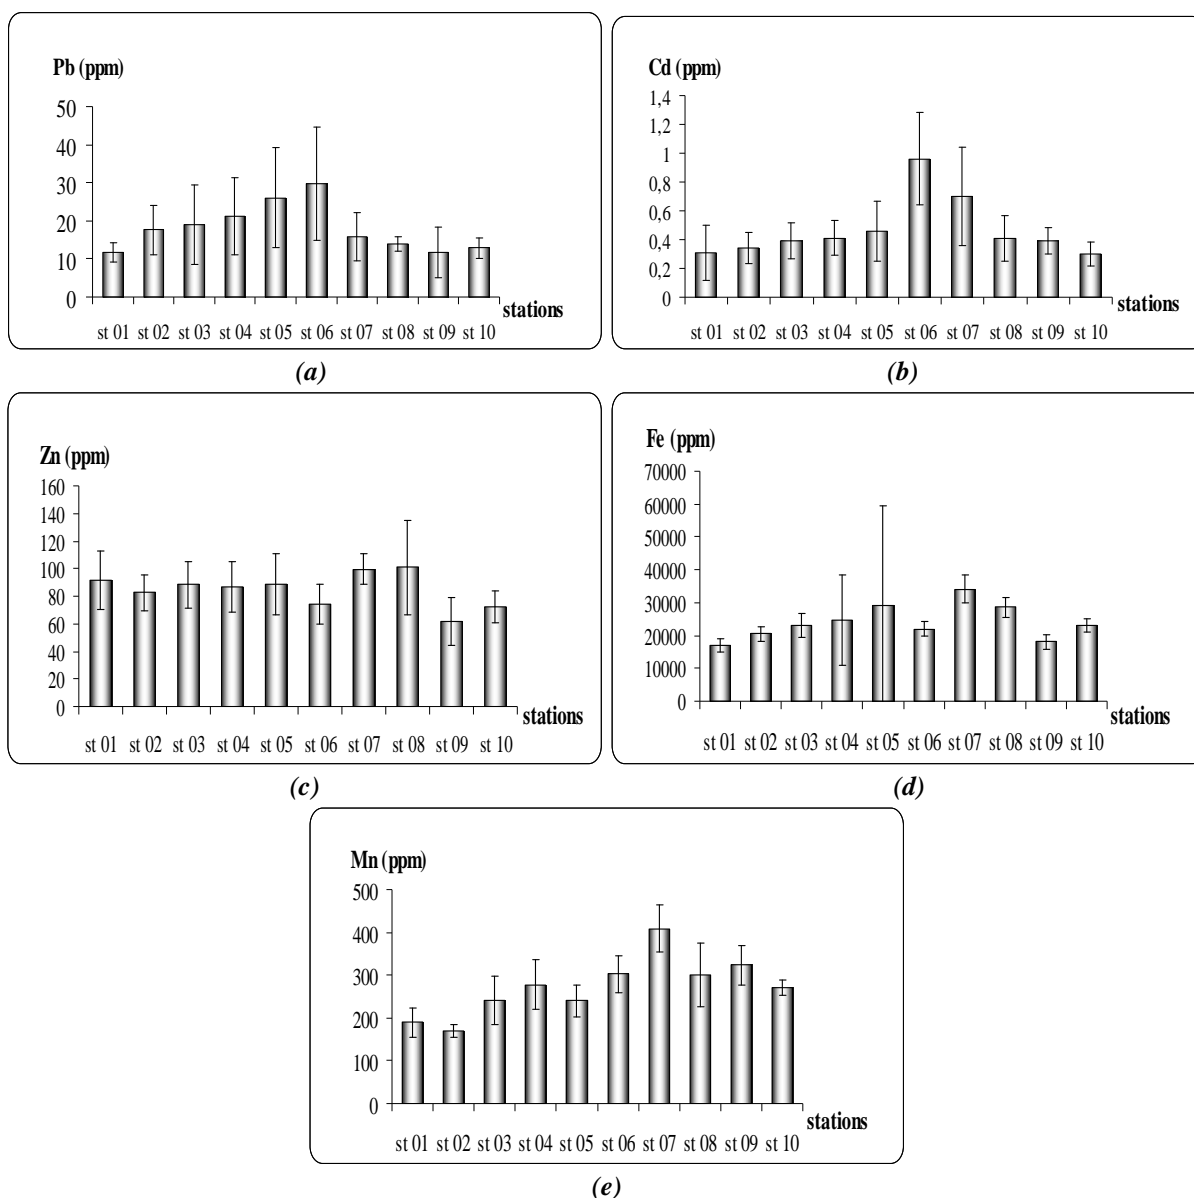 Pb (ppm)
50
40
30
20
10
0
stations
st 01 st 02 st 03 st 04 st 05 st 06 st 07 st 08 st 09 st 10
(a)
Cd (ppm)
1,4
1,2
1
0,8
0,6
0,4
0,2
0
stations
st 01 st 02 st 03 st 04 st 05 st 06 st 07 st 08 st 09 st 10
(b)
Zn (ppm)
160
140
120
100
80
60
40
20
0
stations
st 01 st 02 st 03 st 04 st 05 st 06 st 07 st 08 st 09 st 10
(c)
Fe (ppm)
70000
60000
50000
40000
30000
20000
10000
0
stations
st 01 st 02 st 03 st 04 st 05 st 06 st 07 st 08 st 09 st 10
(d)
Mn (ppm)
500
400
300
200
100
0
stations
st 01 st 02 st 03 st 04 st 05 st 06 st 07 st 08 st 09 st 10
(e)